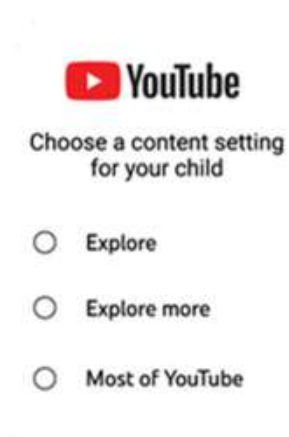 YouTube
Choose a content setting
for your child
Explore
Explore more
Most of YouTube